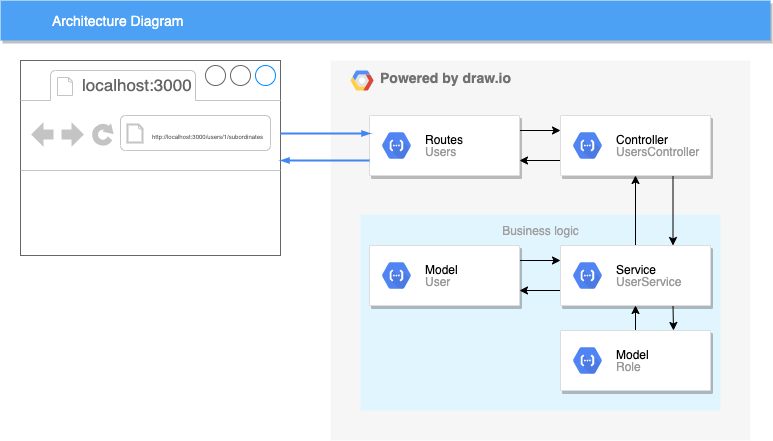 Architecture Diagram
localhost:3000
http://localhost:3000/users/1/subordinates
Powered by draw.io
Routes
Users
Controller
UsersController
Business logic
Model
User
Service
UserService
Model
Role